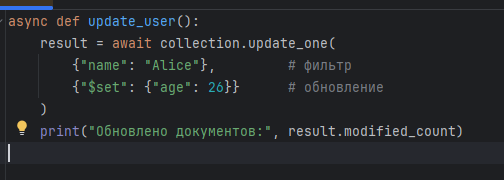 async def update_user():
    result = await collection.update_one(
        {"name": "Alice"},         # фильтр
        {"$set": {"age": 26}}      # обновление
    )
    print("Обновлено документов:", result.modified_count)